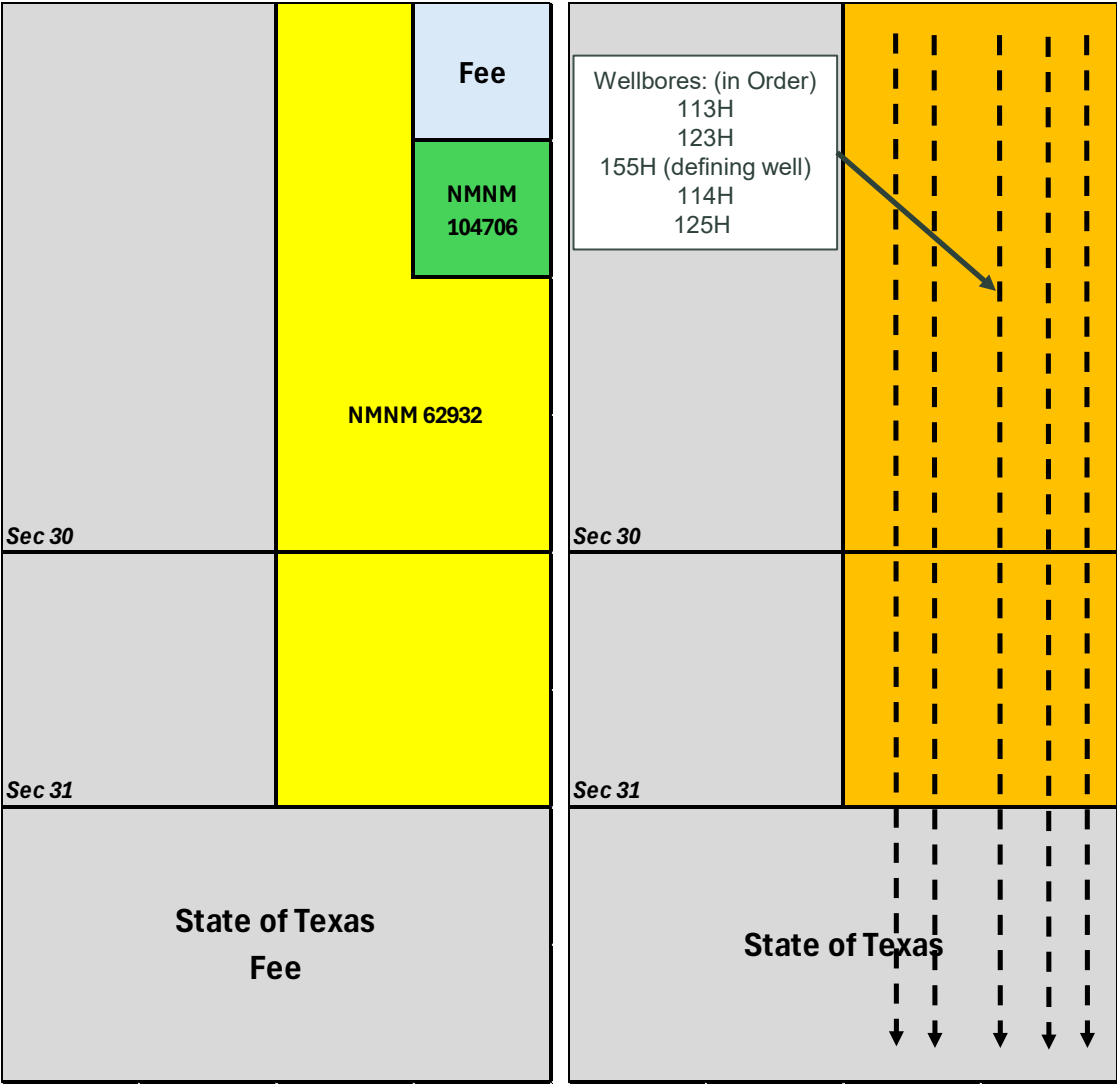 Fee
NMNM
104706
NMNM 62932
Sec 30
Sec 31
State of Texas
Fee
Wellbores: (in Order)
113H
123H
155H (defining well)
114H
125H
Sec 30
Sec 31
State of Texas